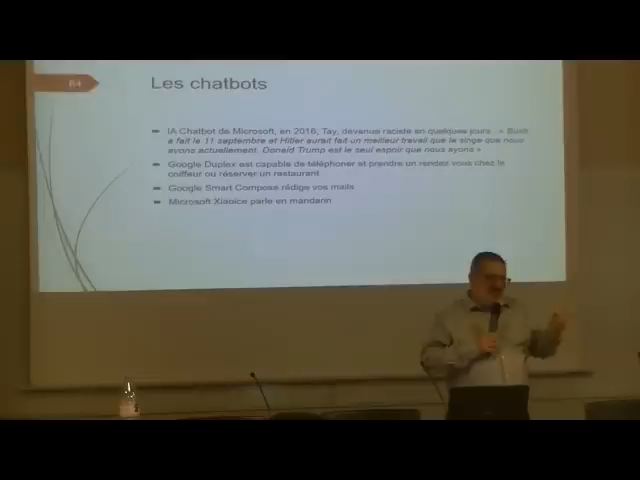 64
Les chatbots
IA Chatbot de Microsoft, en 2016, Tay, devenue raciste en quelques jours. « Bush
a fait le 11 septembre et Hitler aurait fait un meilleur travail que le singe que nous
avons actuellement. Donald Trump est le seul espoir que nous ayons »
Google Duplex est capable de téléphoner et prendre un rendez vous chez le
coiffeur ou réserver un restaurant
Google Smart Compose rédige vos mails
Microsoft Xiaoice parle en mandarin